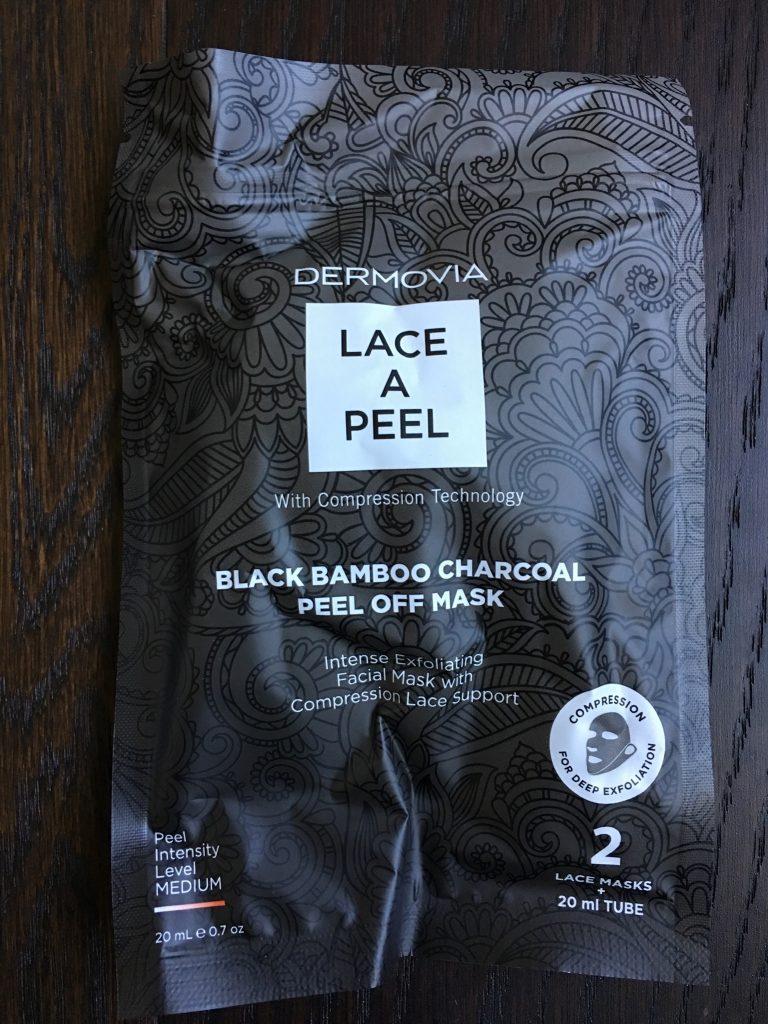 DERMOVIA
LACE
A
PEEL
With Compression Technology
BLACK BAMBOO CHARCOAL
PEEL OFF MASK
Intense Exfoliating
Facial Mask with
Compression Lace Support
COMPRESSION
FOR DEEP EXFOLIATION
Peel
Intensity
Level
MEDIUM
20 mL e 0.7 oz
2
LACE MASKS
+
20 ml TUBE